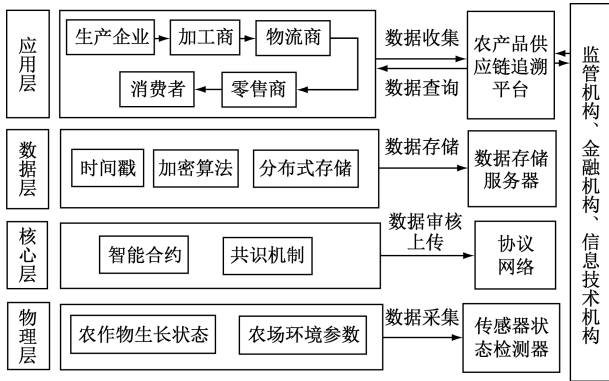 应用层
生产企业
加工商
物流商
消费者
零售商
数据收集
数据查询
农产品供
应链追溯
平台
数据层
时间戳
加密算法
分布式存储
数据存储
数据存储
服务器
核心层
智能合约
共识机制
数据审核
上传
协议
网络
物理层
农作物生长状态
农场环境参数
数据采集
传感器状
态检测器
监管机构、金融机构、信息技术机构